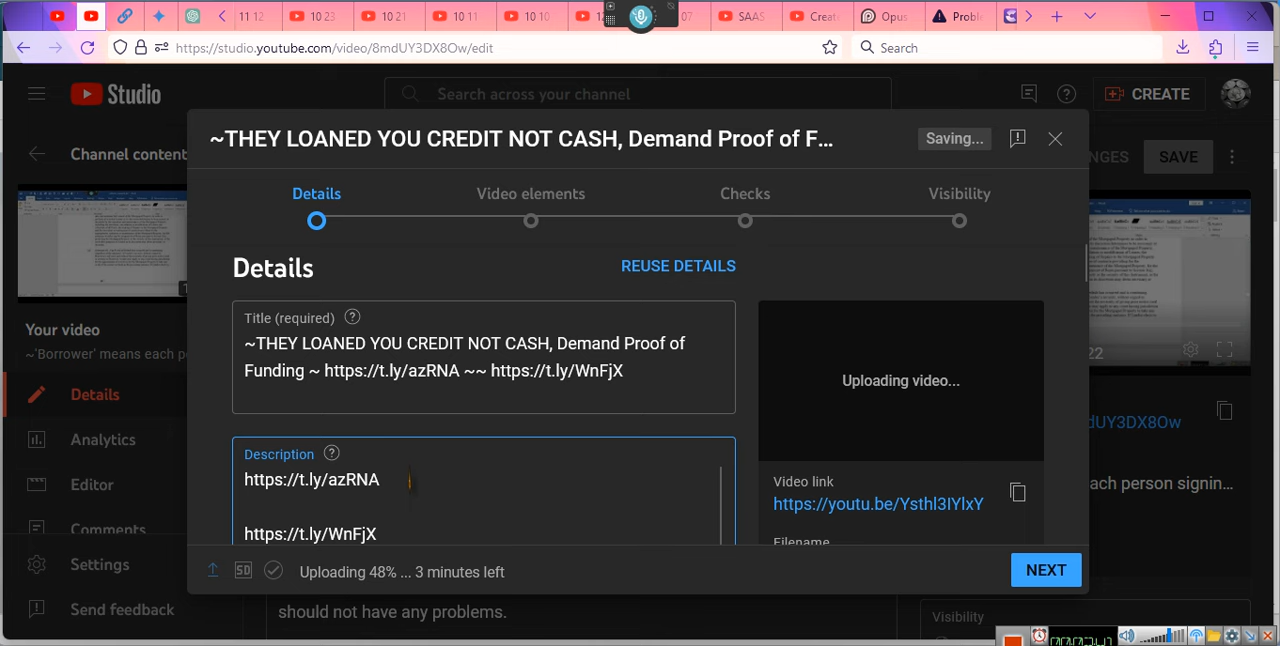 11 12
10 23
10 21
10 11
10 10
07
SAAS
Create
Opus
Proble
https://studio.youtube.com/video/8mdUY3DX8Ow/edit
Search
Studio
Search across your channel
CREATE
Channel content
NGES
SAVE
~THEY LOANED YOU CREDIT NOT CASH, Demand Proof of F...
Saving...
Details
Video elements
Checks
Visibility
Details
REUSE DETAILS
Title (required)
~THEY LOANED YOU CREDIT NOT CASH, Demand Proof of
Funding ~ https://t.ly/azRNA ~~ https://t.ly/WnFjX
Description
https://t.ly/azRNA
https://t.ly/WnFjX
Uploading video...
Video link
https://youtu.be/Ysthl3IYlxY
Filename
Uploading 48% ... 3 minutes left
NEXT
Your video
~'Borrower' means each pe
Details
Analytics
Editor
Comments
Settings
Send feedback
22
dUY3DX8Ow
ach person signin...
should not have any problems.
Visibility